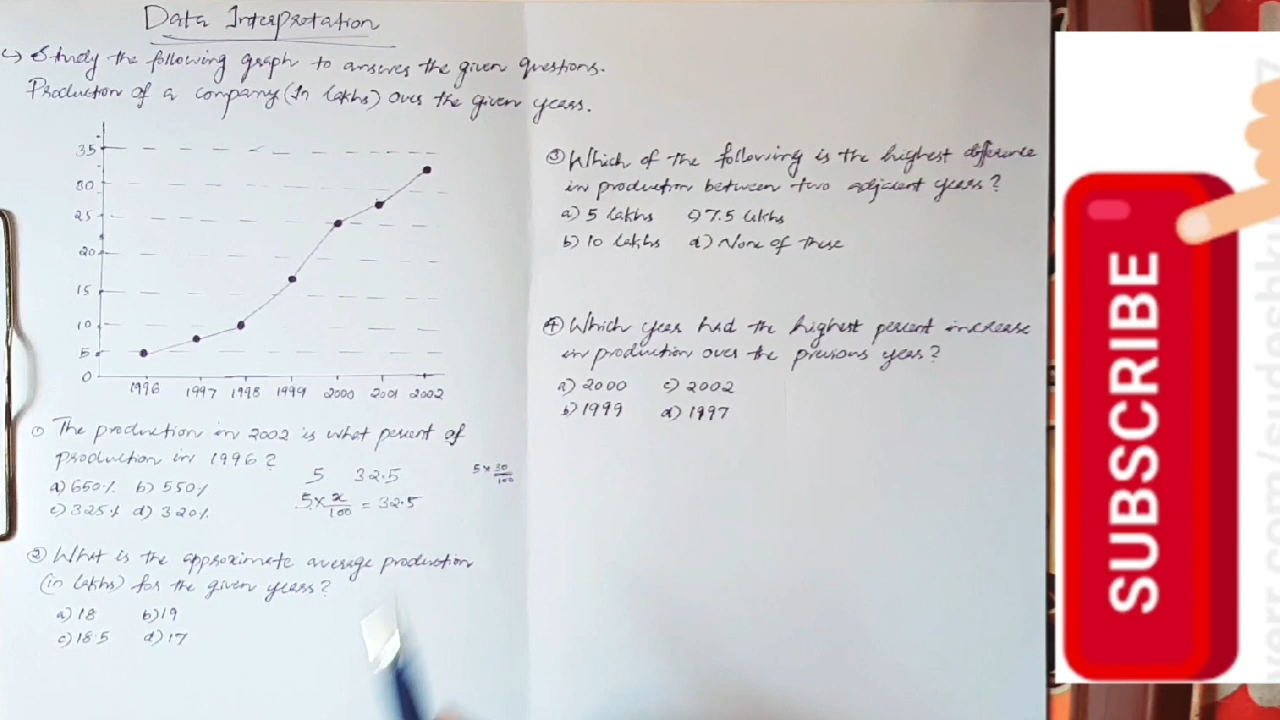 Data Interpretation
↳ Study the following graph to answer the given questions.
Production of a company (In lakhs) over the given years.
35
30
25
20
15
10
5
0
1996 1997 1998 1999 2000 2001 2002
① The production in 2002 is what percent of
production in 1996?
a) 650% b) 550%
c) 325% d) 320%
5 32.5
5 × x/100 = 32.5
5 × 30/100
② What is the approximate average production
(in lakhs) for the given years?
a) 18 b) 19
c) 18.5 d) 17
③ Which of the following is the highest difference
in production between two adjacent years?
a) 5 lakhs c) 7.5 lakhs
b) 10 lakhs d) None of these
④ Which year had the highest percent increase
in production over the previous year?
a) 2000 c) 2002
b) 1999 d) 1997
SUBSCRIBE